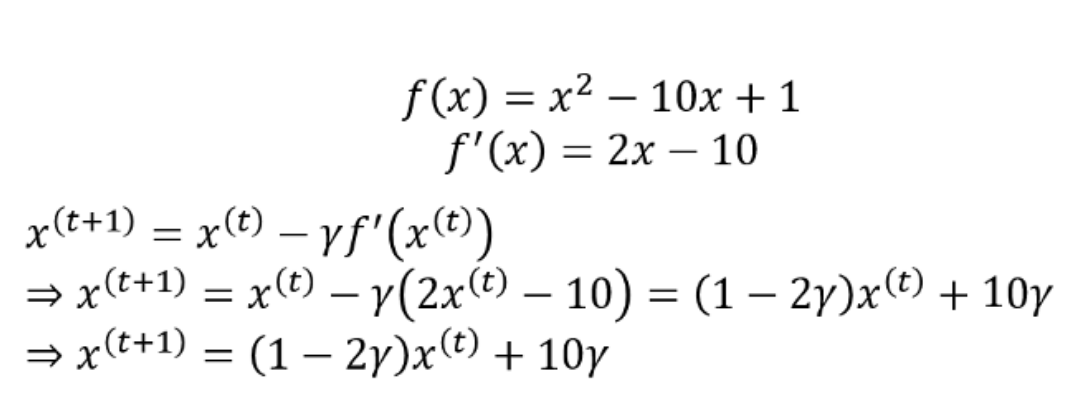 f(x) = x² − 10x + 1
f′(x) = 2x − 10
x⁽ᵗ⁺¹⁾ = x⁽ᵗ⁾ − γf′(x⁽ᵗ⁾)
⇒ x⁽ᵗ⁺¹⁾ = x⁽ᵗ⁾ − γ(2x⁽ᵗ⁾ − 10) = (1 − 2γ)x⁽ᵗ⁾ + 10γ
⇒ x⁽ᵗ⁺¹⁾ = (1 − 2γ)x⁽ᵗ⁾ + 10γ